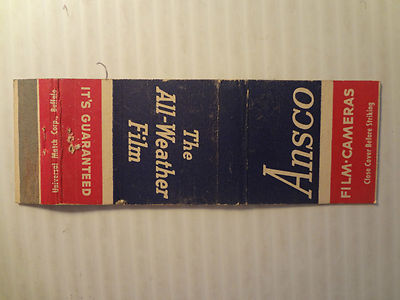 Ansco
FILM•CAMERAS
Close Cover Before Striking
The
All-Weather
Film
IT'S GUARANTEED
Universal Match Corp., Buffalo